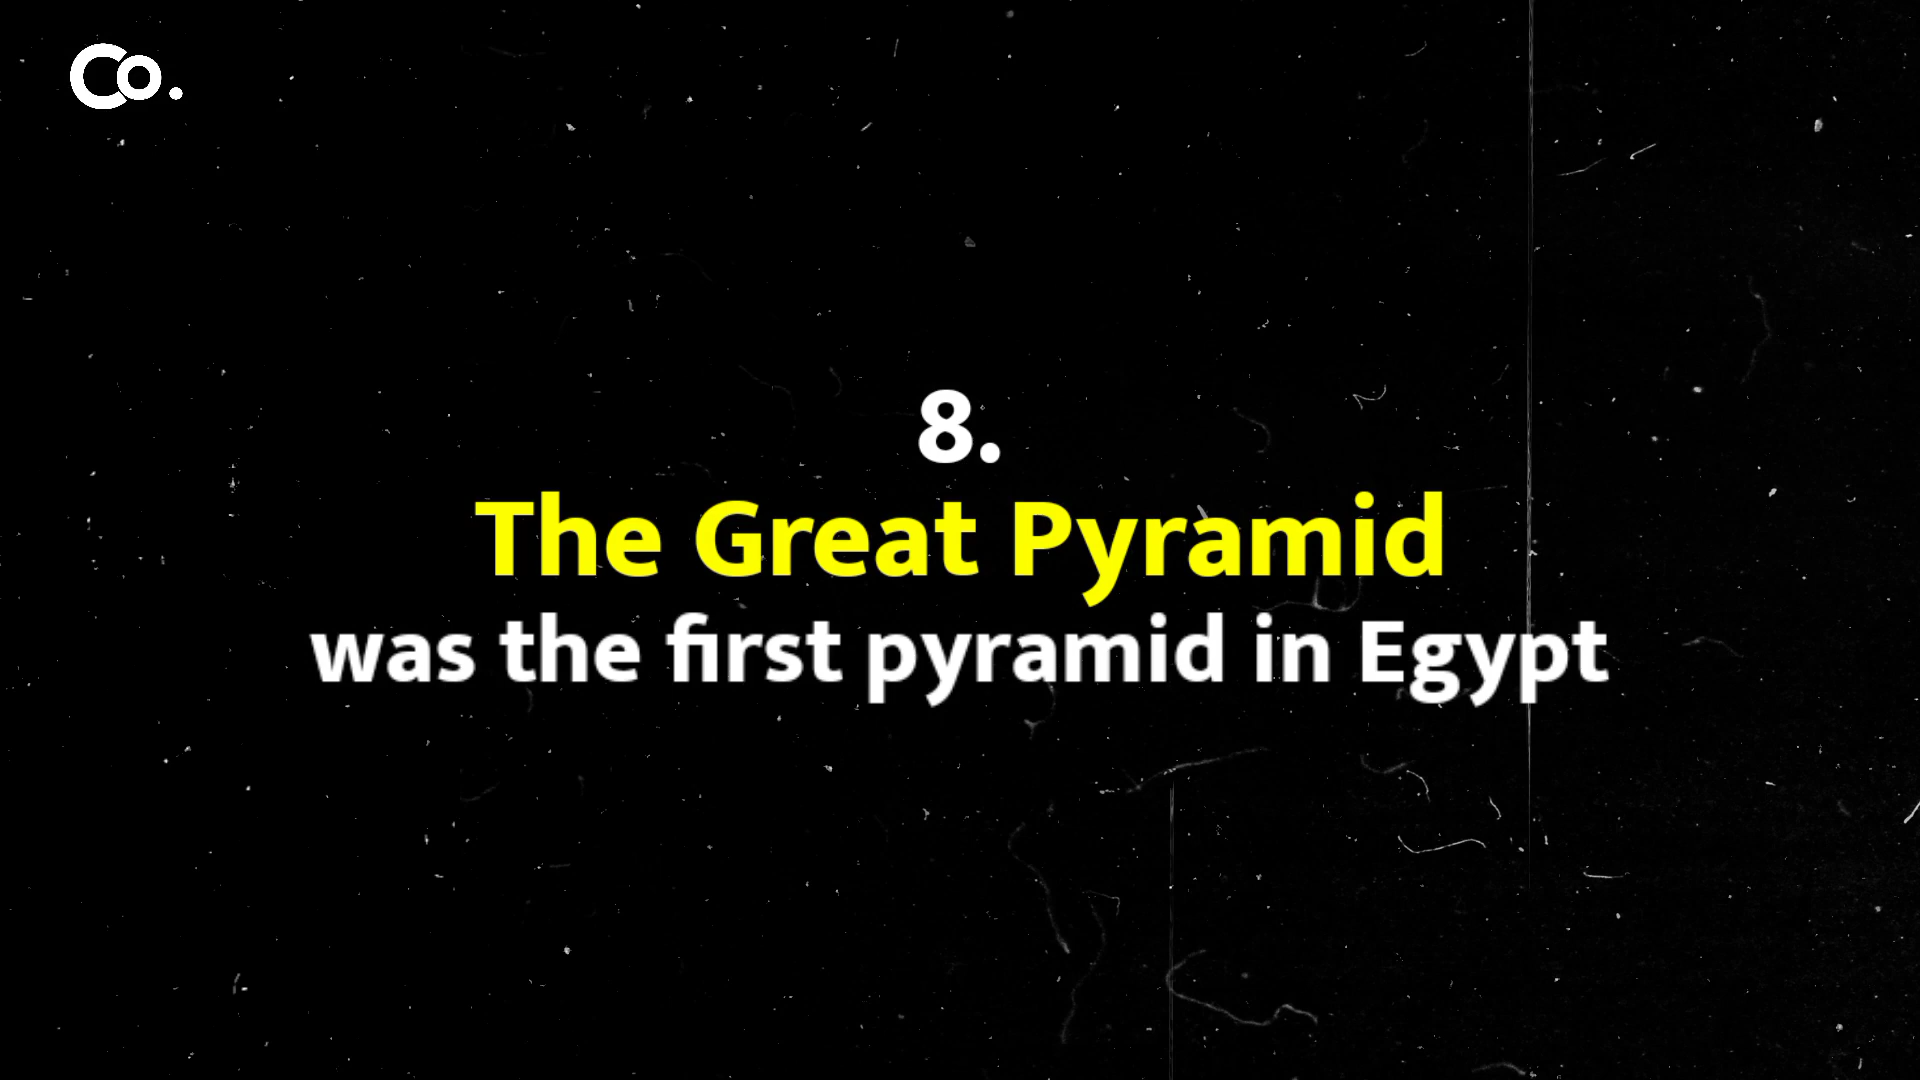 Co.
8.
The Great Pyramid
was the first pyramid in Egypt